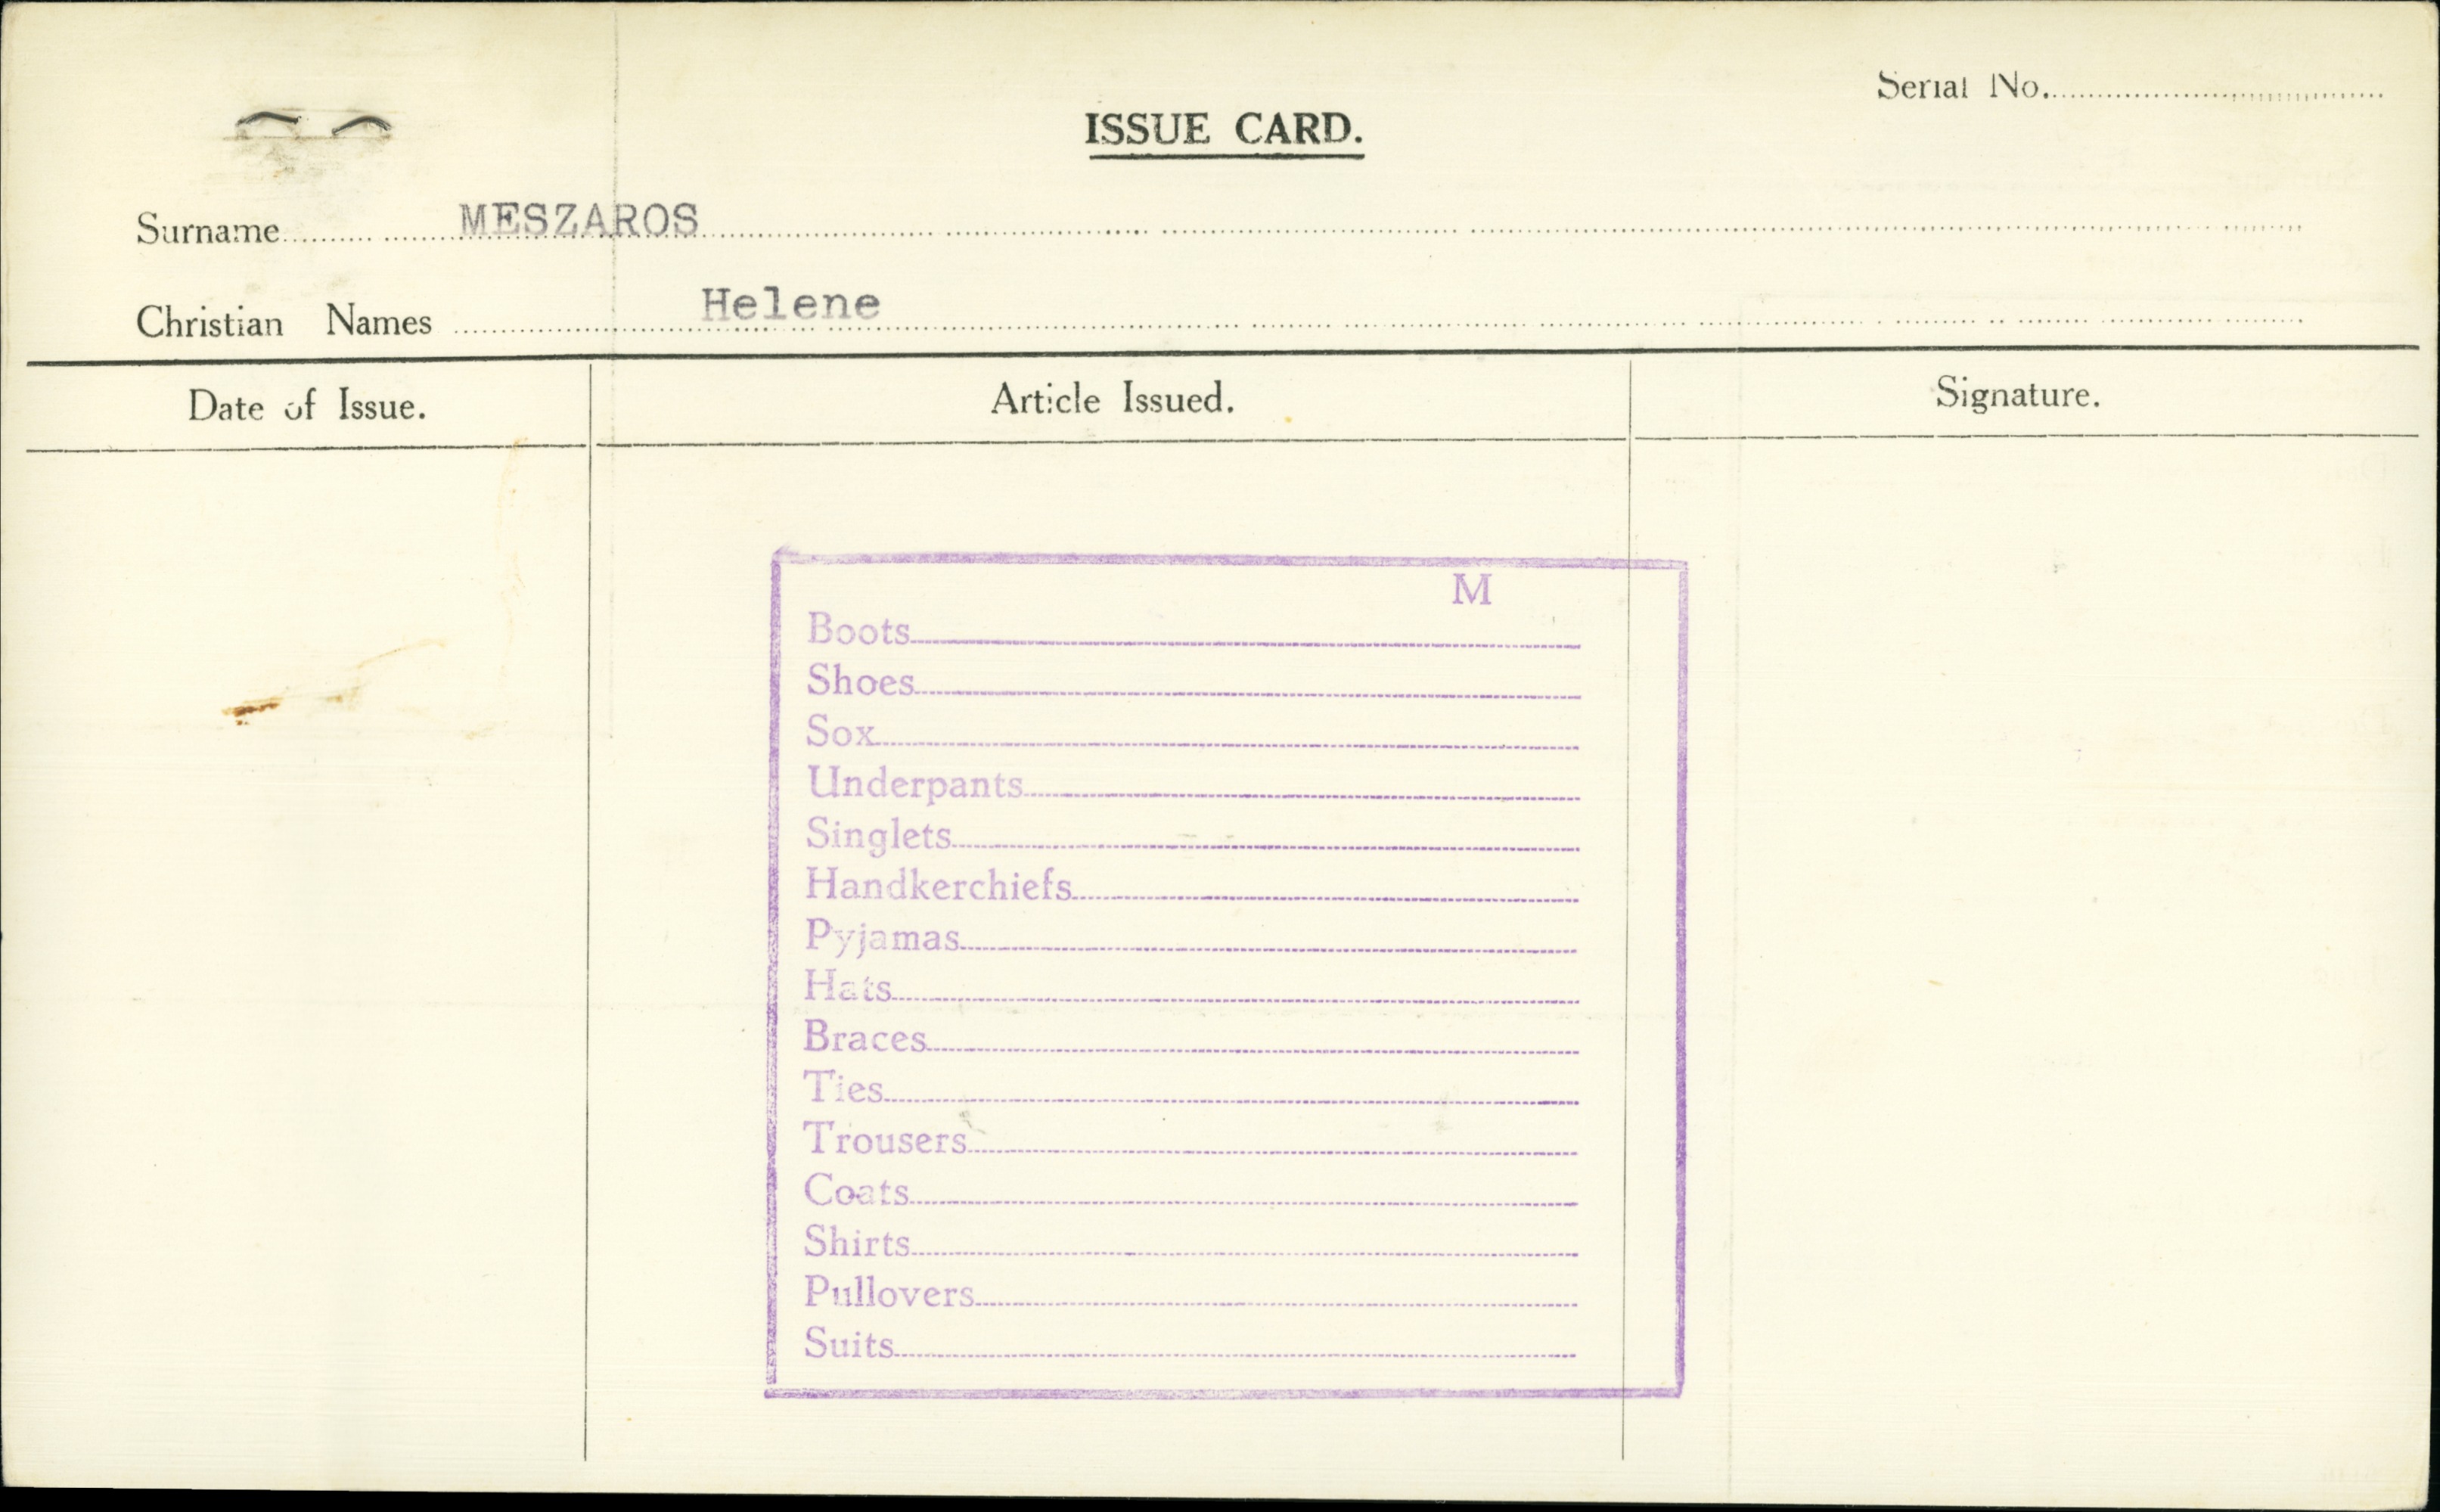 Serial No.
ISSUE CARD.
Surname MESZAROS
Christian Names Helene
Date of Issue. Article Issued. Signature.
M
Boots
Shoes
Sox
Underpants
Singlets
Handkerchiefs
Pyjamas
Hats
Braces
Ties
Trousers
Coats
Shirts
Pullovers
Suits